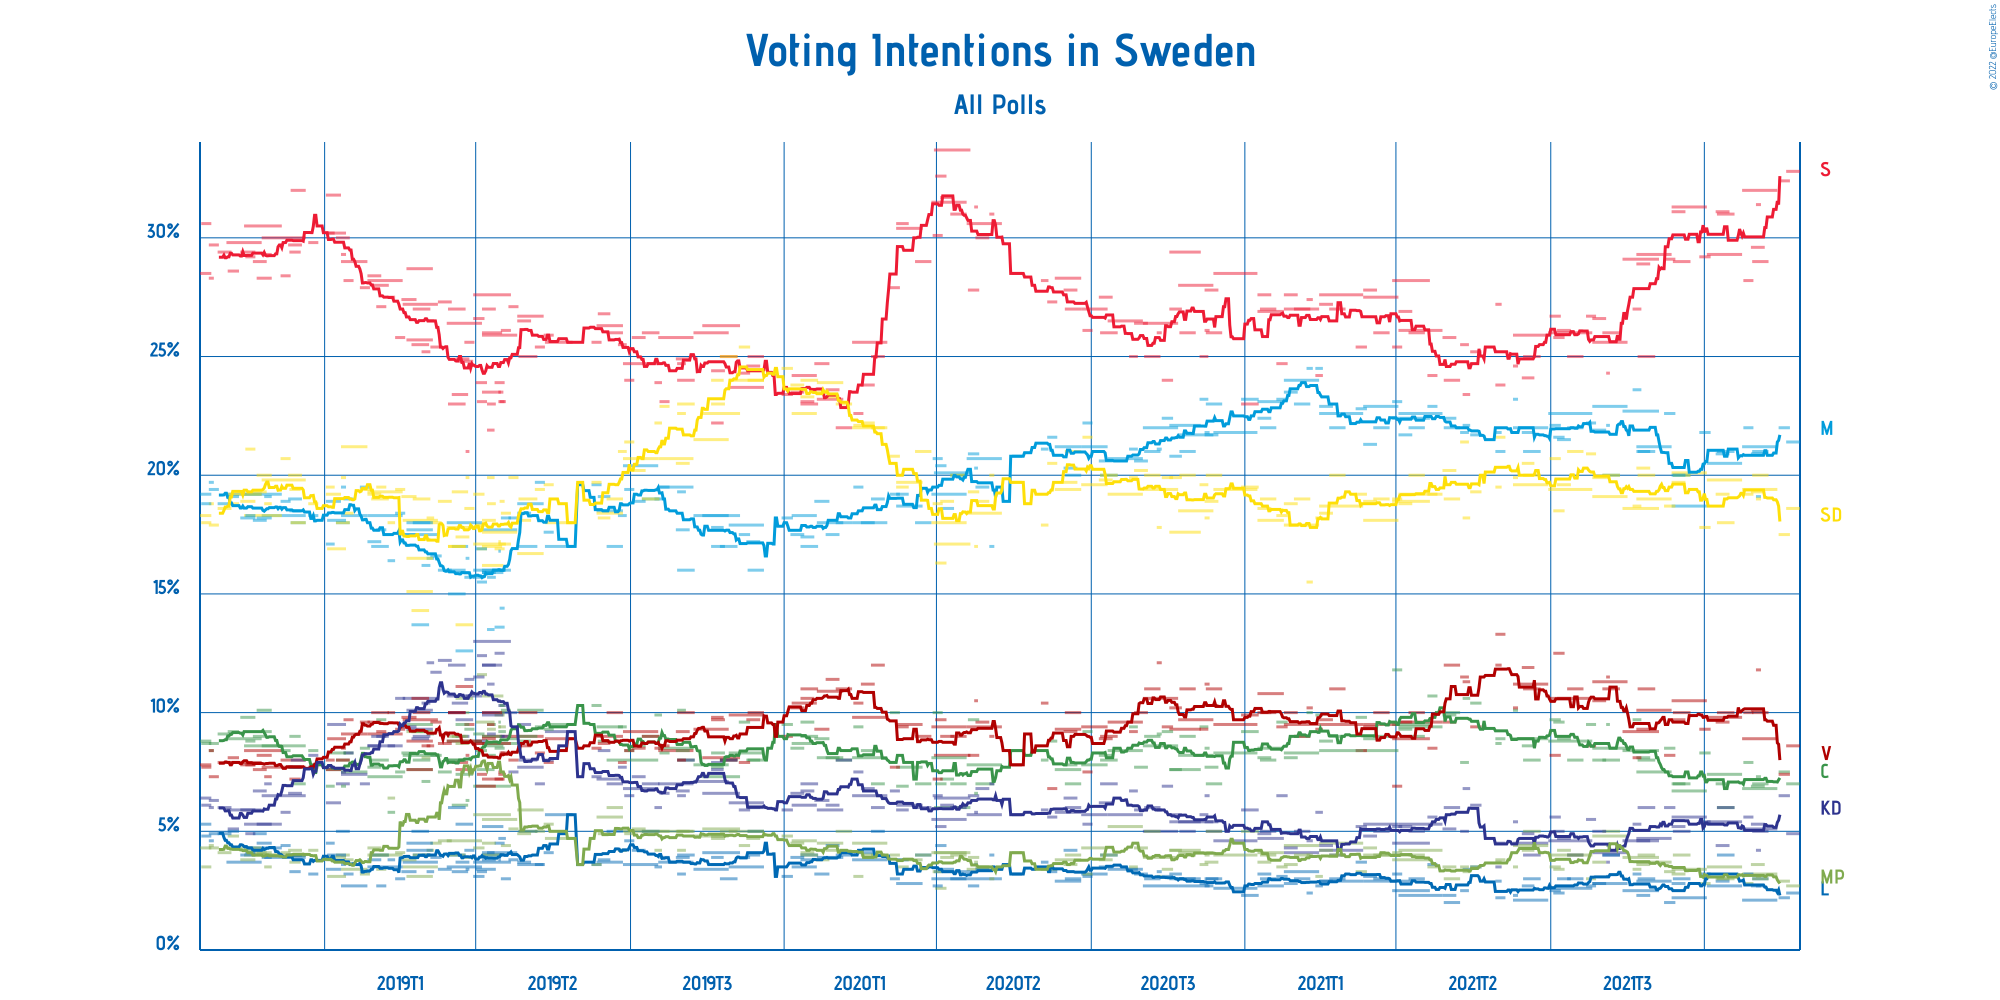 Voting Intentions in Sweden
All Polls
© 2022 @EuropeElects
30%
25%
20%
15%
10%
5%
0%
S
M
SD
V
C
KD
MP
L
2019T1
2019T2
2019T3
2020T1
2020T2
2020T3
2021T1
2021T2
2021T3